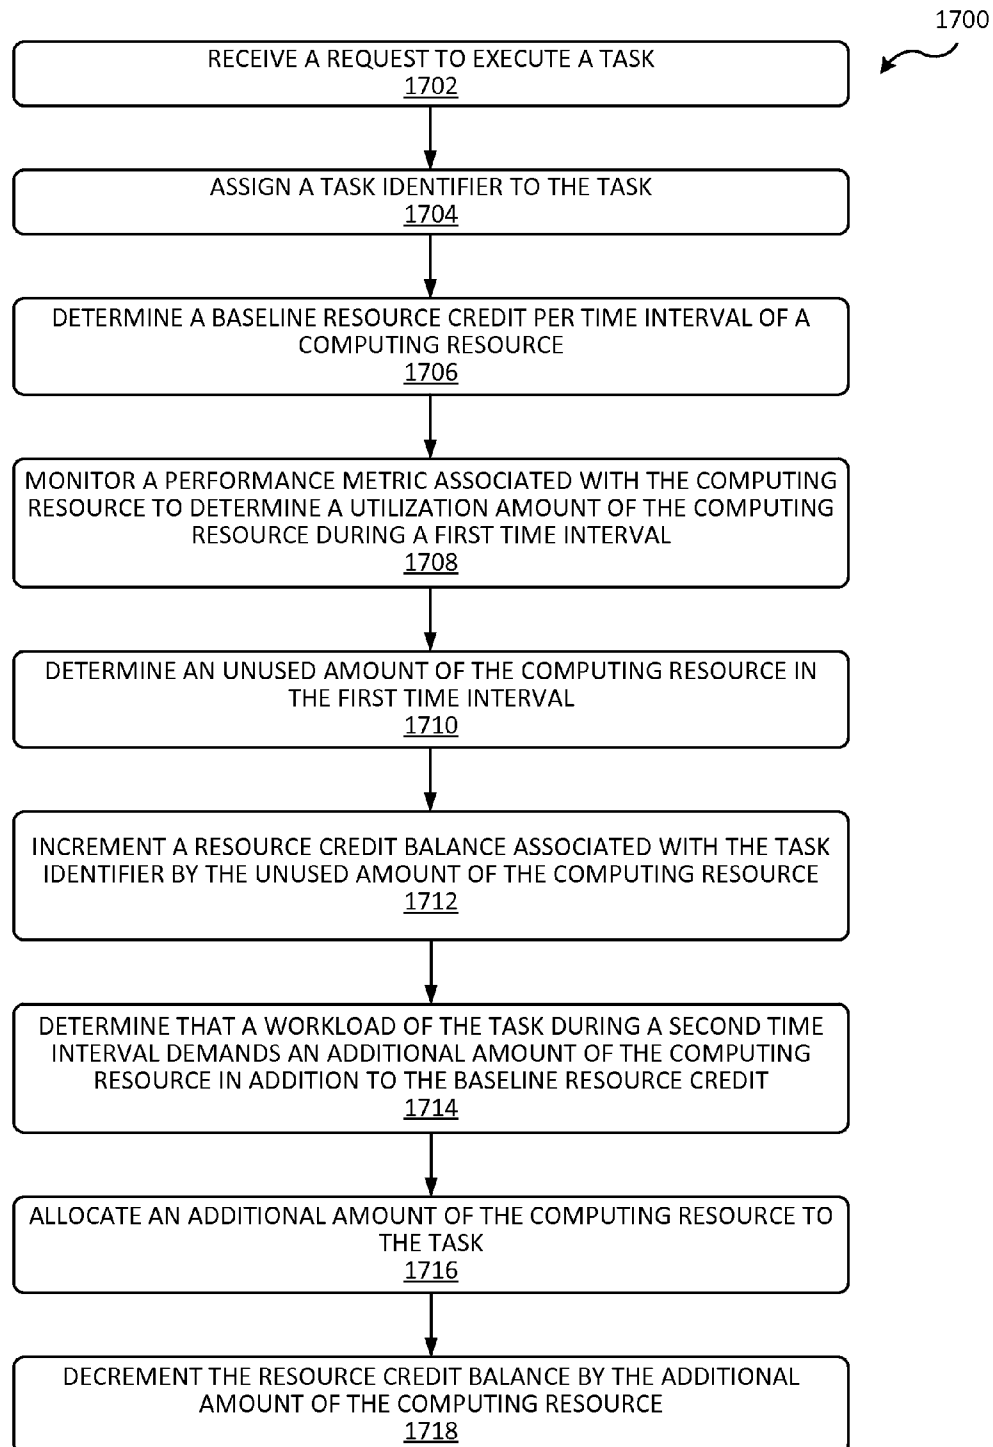 1700
RECEIVE A REQUEST TO EXECUTE A TASK
1702
ASSIGN A TASK IDENTIFIER TO THE TASK
1704
DETERMINE A BASELINE RESOURCE CREDIT PER TIME INTERVAL OF A
COMPUTING RESOURCE
1706
MONITOR A PERFORMANCE METRIC ASSOCIATED WITH THE COMPUTING
RESOURCE TO DETERMINE A UTILIZATION AMOUNT OF THE COMPUTING
RESOURCE DURING A FIRST TIME INTERVAL
1708
DETERMINE AN UNUSED AMOUNT OF THE COMPUTING RESOURCE IN
THE FIRST TIME INTERVAL
1710
INCREMENT A RESOURCE CREDIT BALANCE ASSOCIATED WITH THE TASK
IDENTIFIER BY THE UNUSED AMOUNT OF THE COMPUTING RESOURCE
1712
DETERMINE THAT A WORKLOAD OF THE TASK DURING A SECOND TIME
INTERVAL DEMANDS AN ADDITIONAL AMOUNT OF THE COMPUTING
RESOURCE IN ADDITION TO THE BASELINE RESOURCE CREDIT
1714
ALLOCATE AN ADDITIONAL AMOUNT OF THE COMPUTING RESOURCE TO
THE TASK
1716
DECREMENT THE RESOURCE CREDIT BALANCE BY THE ADDITIONAL
AMOUNT OF THE COMPUTING RESOURCE
1718